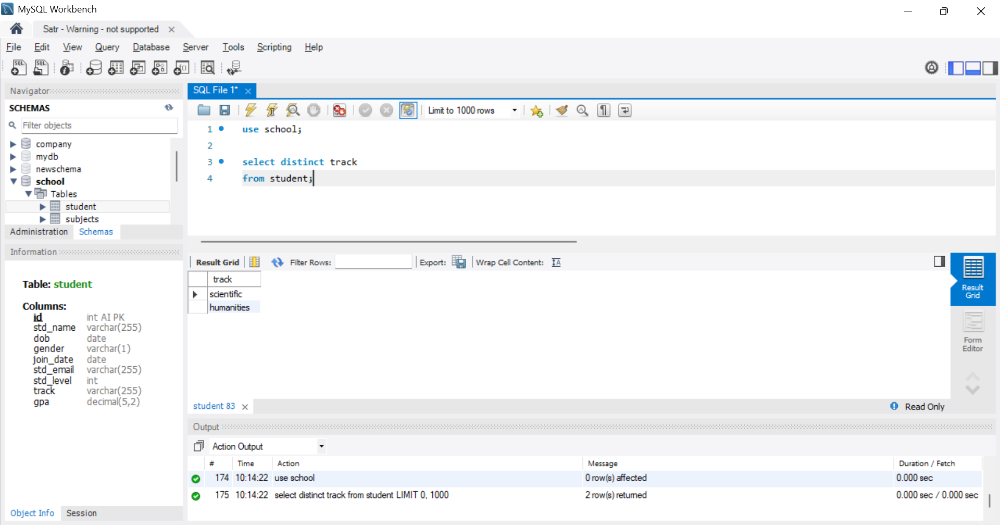 MySQL Workbench
Satr - Warning - not supported
File Edit View Query Database Server Tools Scripting Help
Navigator
SCHEMAS
Filter objects
company
mydb
newschema
school
Tables
student
subjects
Administration Schemas
Information
Table: student
Columns:
id int AI PK
std_name varchar(255)
dob date
gender varchar(1)
join_date date
std_email varchar(255)
std_level int
track varchar(255)
gpa decimal(5,2)
Object Info Session
SQL File 1*
Limit to 1000 rows
1 use school;
2
3 select distinct track
4 from student;
Result Grid Filter Rows: Export: Wrap Cell Content:
track
scientific
humanities
Result
Grid
Form
Editor
student 83
Read Only
Output
Action Output
# Time Action Message Duration / Fetch
174 10:14:22 use school 0 row(s) affected 0.000 sec
175 10:14:22 select distinct track from student LIMIT 0, 1000 2 row(s) returned 0.000 sec / 0.000 sec